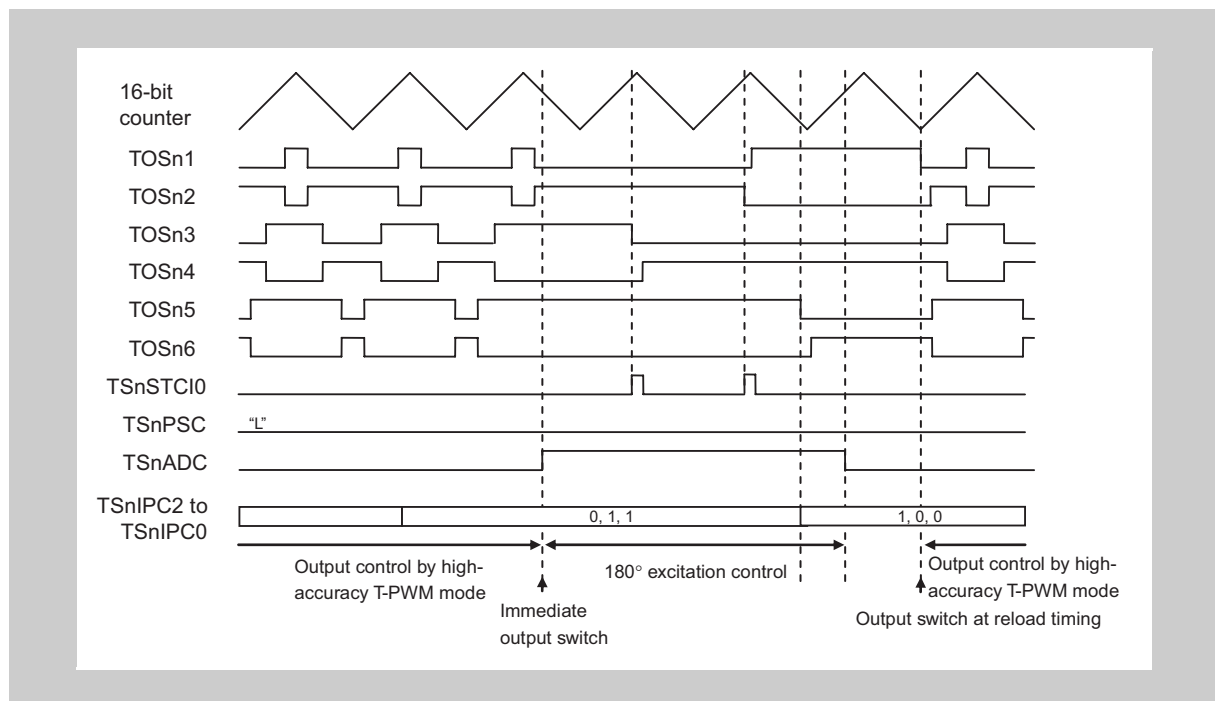 16-bit
counter
TOSn1
TOSn2
TOSn3
TOSn4
TOSn5
TOSn6
TSnSTCI0
TSnPSC
"L"
TSnADC
TSnIPC2 to
TSnIPC0
0, 1, 1
1, 0, 0
Output control by high-
accuracy T-PWM mode
180° excitation control
Output control by high-
accuracy T-PWM mode
Immediate
output switch
Output switch at reload timing